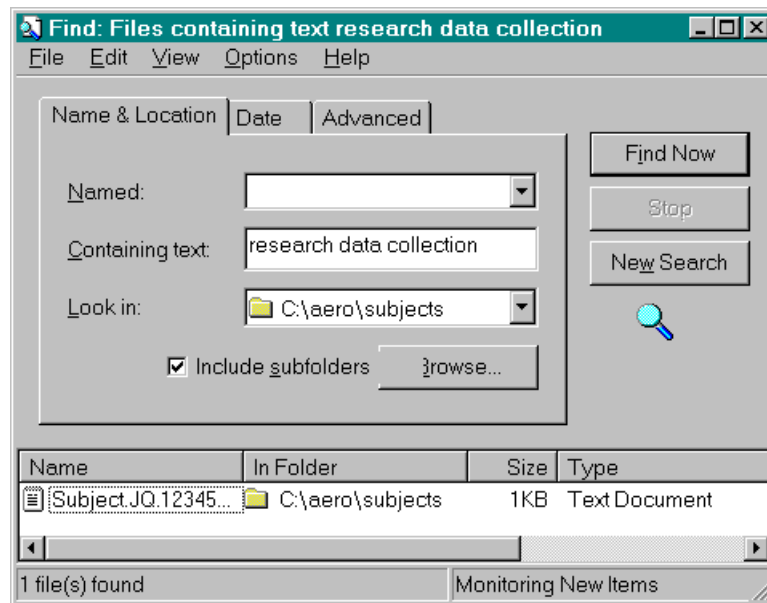 Find: Files containing text research data collection
File Edit View Options Help
Name & Location Date Advanced
Find Now
Named:
Stop
Containing text: research data collection
New Search
Look in: C:\aero\subjects
Include subfolders
Name In Folder Size Type
Subject.JQ.12345... C:\aero\subjects 1KB Text Document
1 file(s) found Monitoring New Items